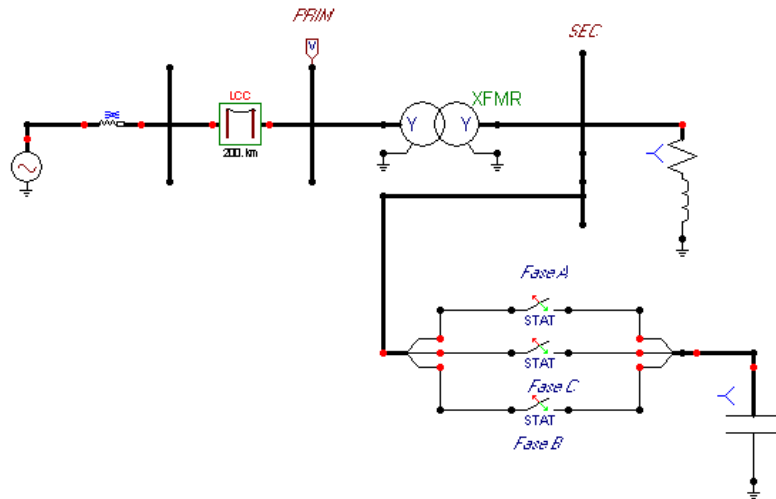 PRIM
SEC
V
LCC
XFMR
Y Y
200. km
Fase A
STAT
STAT
Fase C
STAT
Fase B